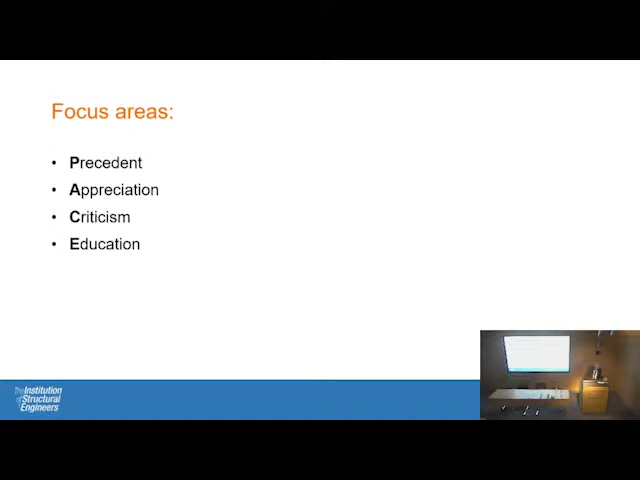 Focus areas:
• Precedent
• Appreciation
• Criticism
• Education
The Institution
of Structural
Engineers